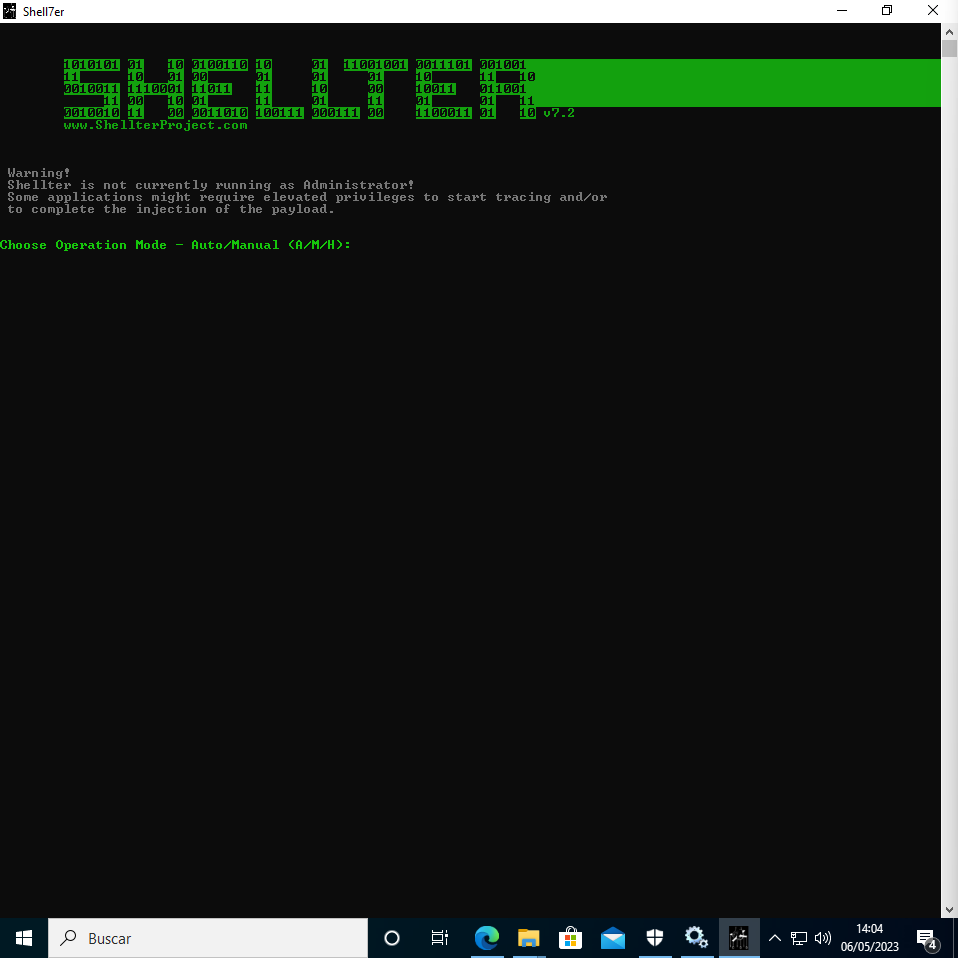 Shell7er
1010101 01 10 0100110 10 01 11001001 0011101 001001
11 10 01 00 01 01 01 10 11 10
0010011 1110001 11011 11 10 00 10011 011001
11 00 10 01 11 01 11 01 01 11
0010010 11 00 0011010 100111 000111 00 1100011 01 10 v7.2
www.ShellterProject.com
Warning!
Shellter is not currently running as Administrator!
Some applications might require elevated privileges to start tracing and/or
to complete the injection of the payload.
Choose Operation Mode - Auto/Manual (A/M/H):
Buscar
14:04
06/05/2023
4